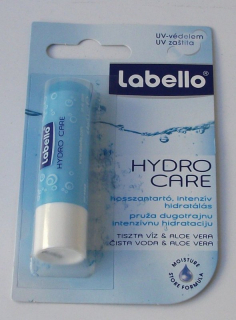 UV-védelem
UV zaštita
Labello®
HYDRO
CARE
hosszantartó, intenzív
hidratálás
pruža dugotrajnu
intenzivnu hidrataciju
TISZTA VÍZ & ALOE VERA
ČISTA VODA & ALOE VERA
MOISTURE
STORE FORMULA
Labello
HYDRO CARE